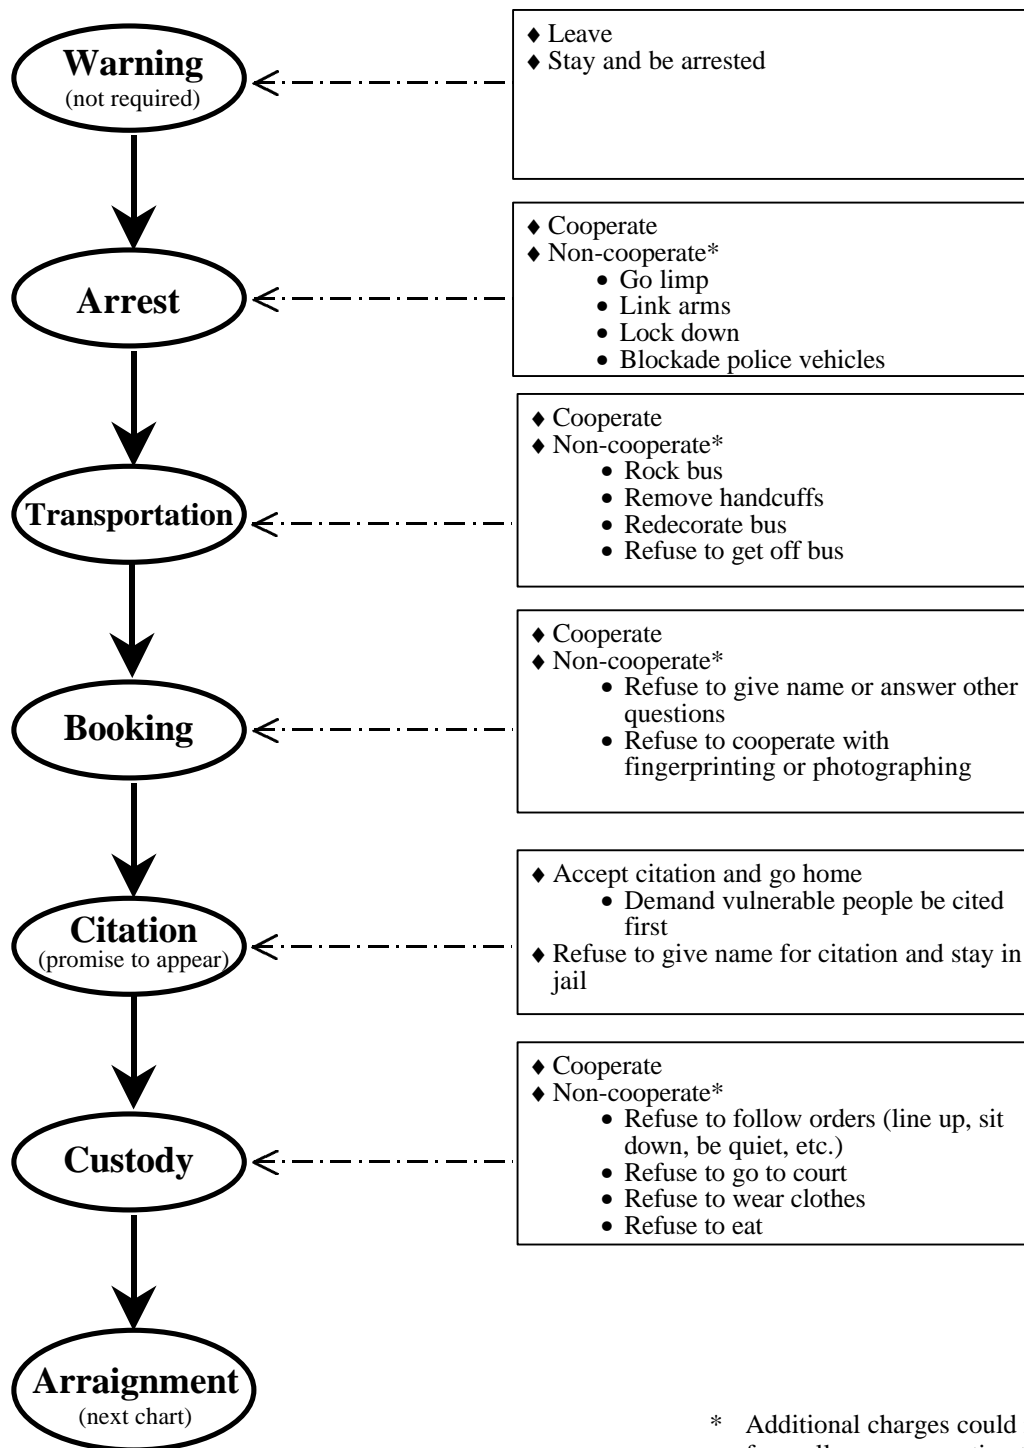 Warning
(not required)
♦ Leave
♦ Stay and be arrested
Arrest
♦ Cooperate
♦ Non-cooperate*
• Go limp
• Link arms
• Lock down
• Blockade police vehicles
Transportation
♦ Cooperate
♦ Non-cooperate*
• Rock bus
• Remove handcuffs
• Redecorate bus
• Refuse to get off bus
Booking
♦ Cooperate
♦ Non-cooperate*
• Refuse to give name or answer other
questions
• Refuse to cooperate with
fingerprinting or photographing
Citation
(promise to appear)
♦ Accept citation and go home
• Demand vulnerable people be cited
first
♦ Refuse to give name for citation and stay in
jail
Custody
♦ Cooperate
♦ Non-cooperate*
• Refuse to follow orders (line up, sit
down, be quiet, etc.)
• Refuse to go to court
• Refuse to wear clothes
• Refuse to eat
Arraignment
(next chart)
* Additional charges could